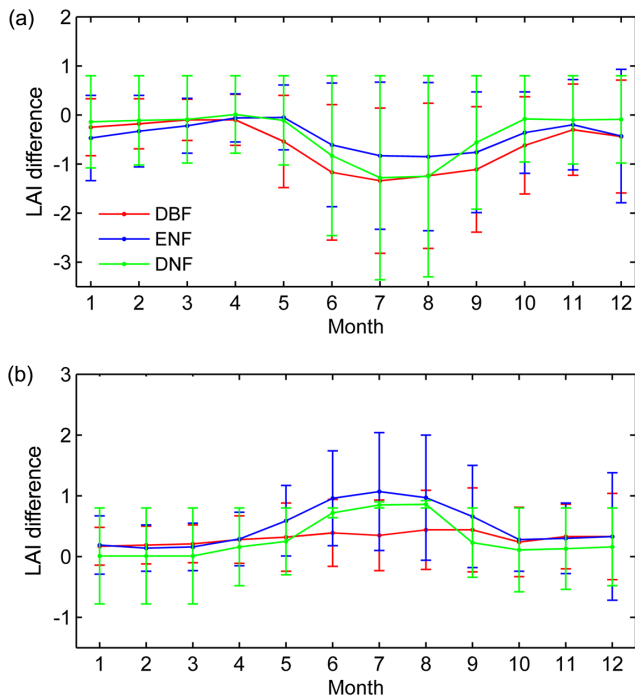 (a)
2
1
0
-1
-2
-3
LAI difference
DBF
ENF
DNF
1 2 3 4 5 6 7 8 9 10 11 12
Month
(b)
3
2
1
0
-1
LAI difference
1 2 3 4 5 6 7 8 9 10 11 12
Month